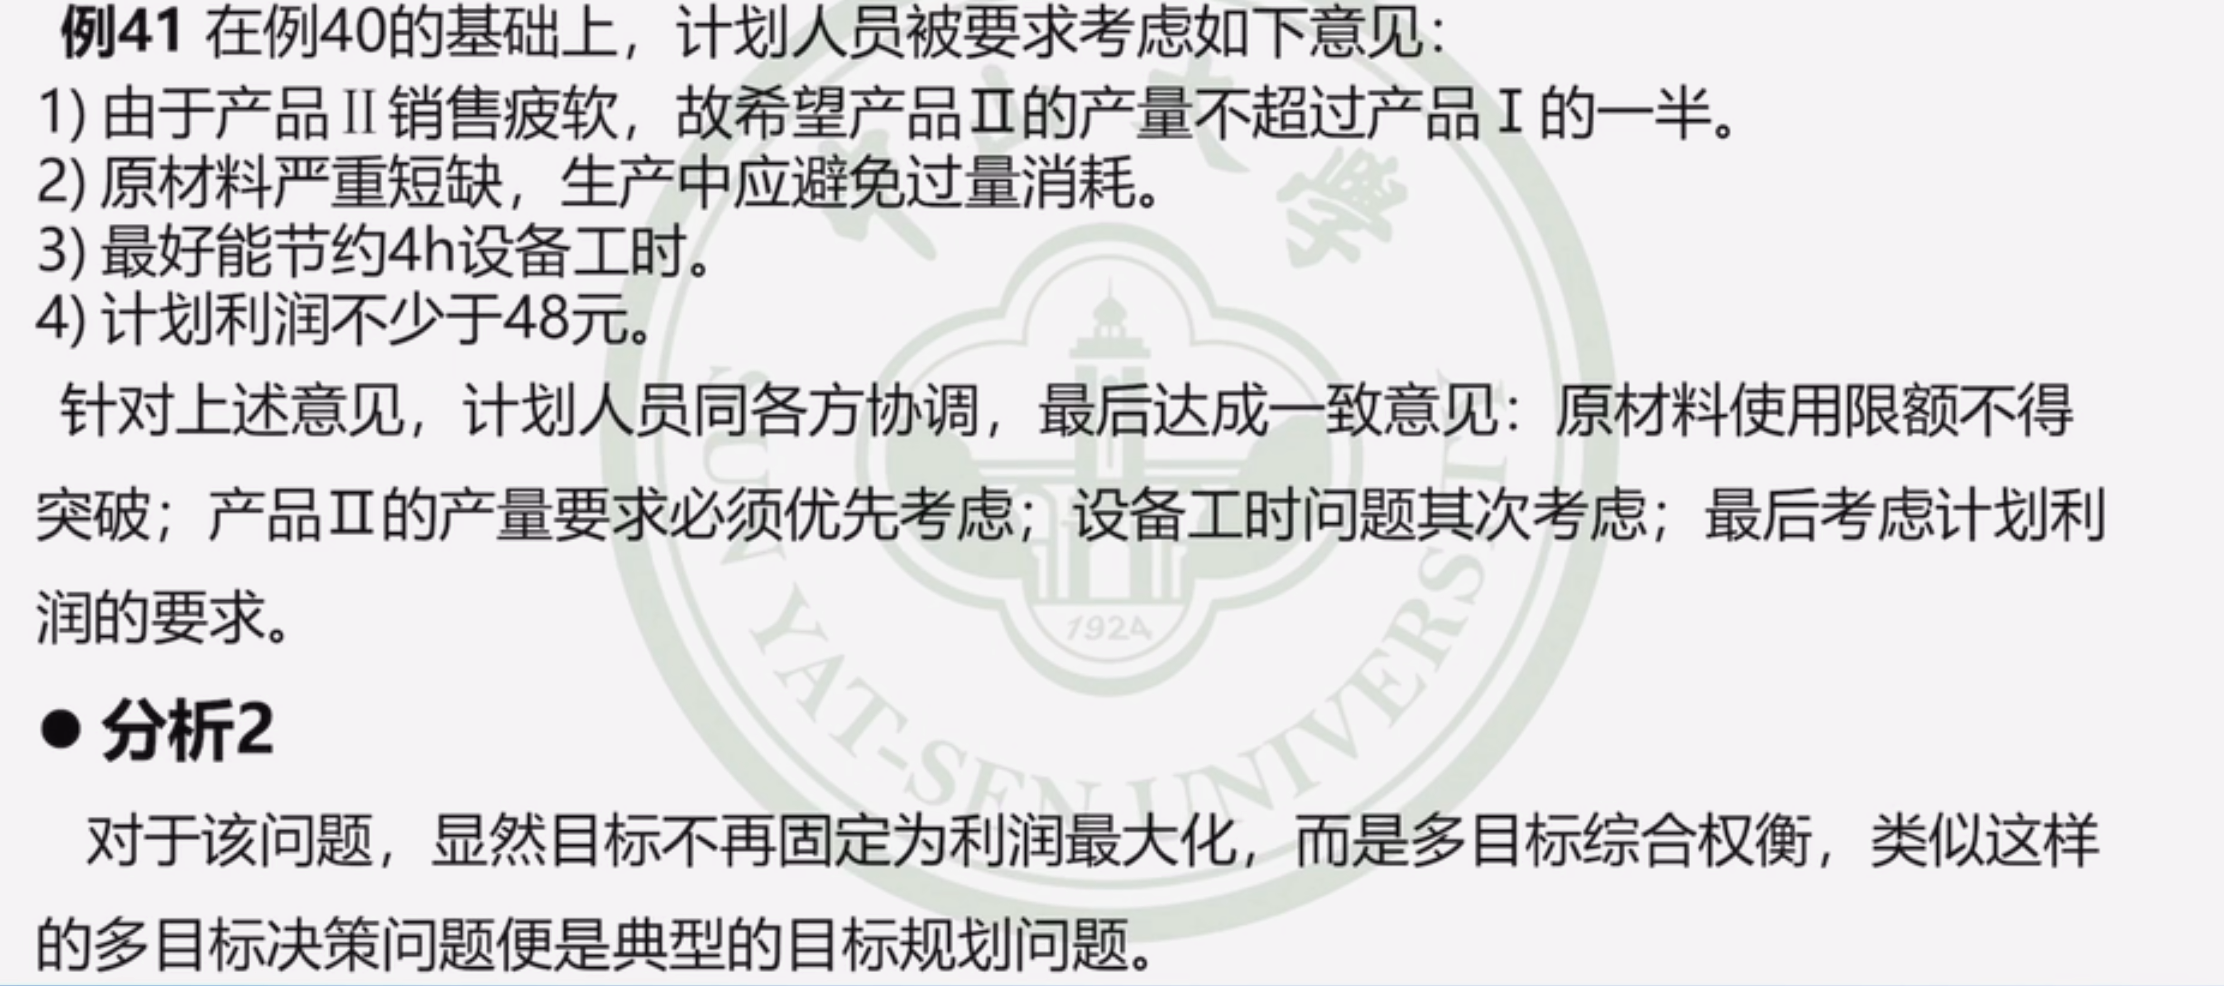 例41 在例40的基础上，计划人员被要求考虑如下意见：
1) 由于产品Ⅱ销售疲软，故希望产品Ⅱ的产量不超过产品Ⅰ的一半。
2) 原材料严重短缺，生产中应避免过量消耗。
3) 最好能节约4h设备工时。
4) 计划利润不少于48元。
针对上述意见，计划人员同各方协调，最后达成一致意见：原材料使用限额不得
突破；产品Ⅱ的产量要求必须优先考虑；设备工时问题其次考虑；最后考虑计划利
润的要求。
● 分析2
对于该问题，显然目标不再固定为利润最大化，而是多目标综合权衡，类似这样
的多目标决策问题便是典型的目标规划问题。
中山大學
1924
SUN YAT-SEN UNIVERSITY